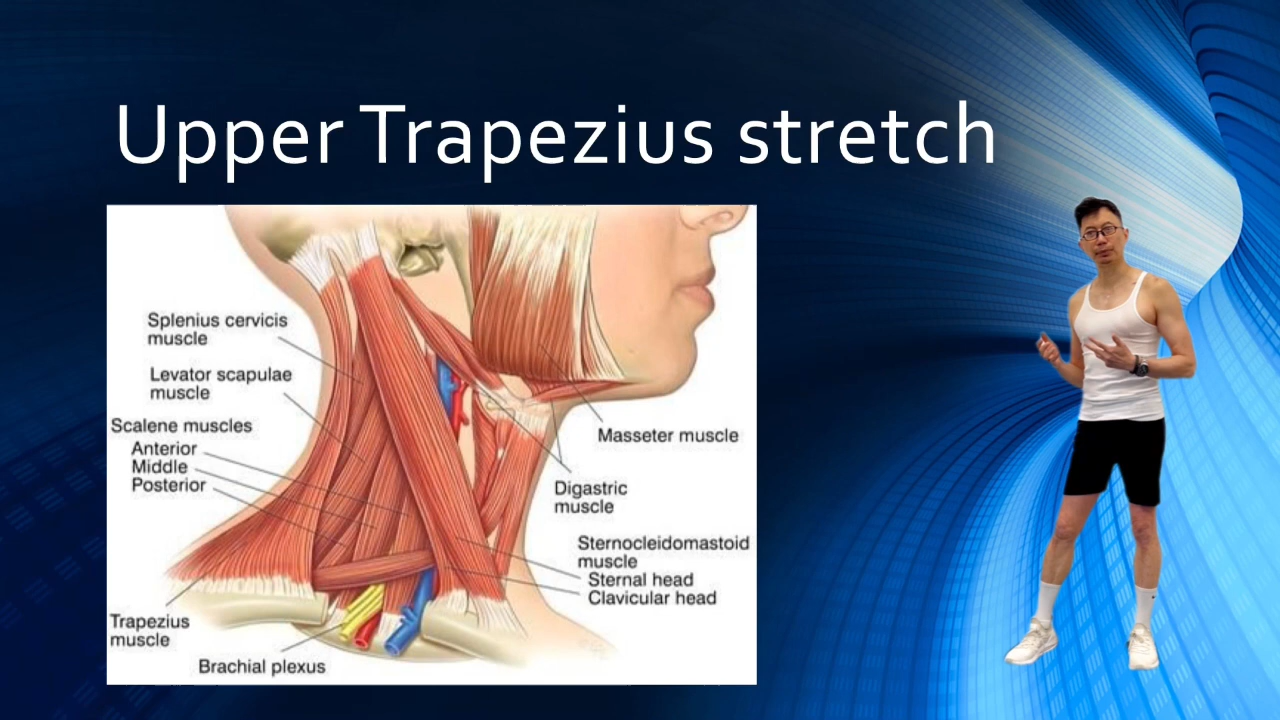 Upper Trapezius stretch
Splenius cervicis
muscle
Levator scapulae
muscle
Scalene muscles
Anterior
Middle
Posterior
Trapezius
muscle
Brachial plexus
Masseter muscle
Digastric
muscle
Sternocleidomastoid
muscle
Sternal head
Clavicular head